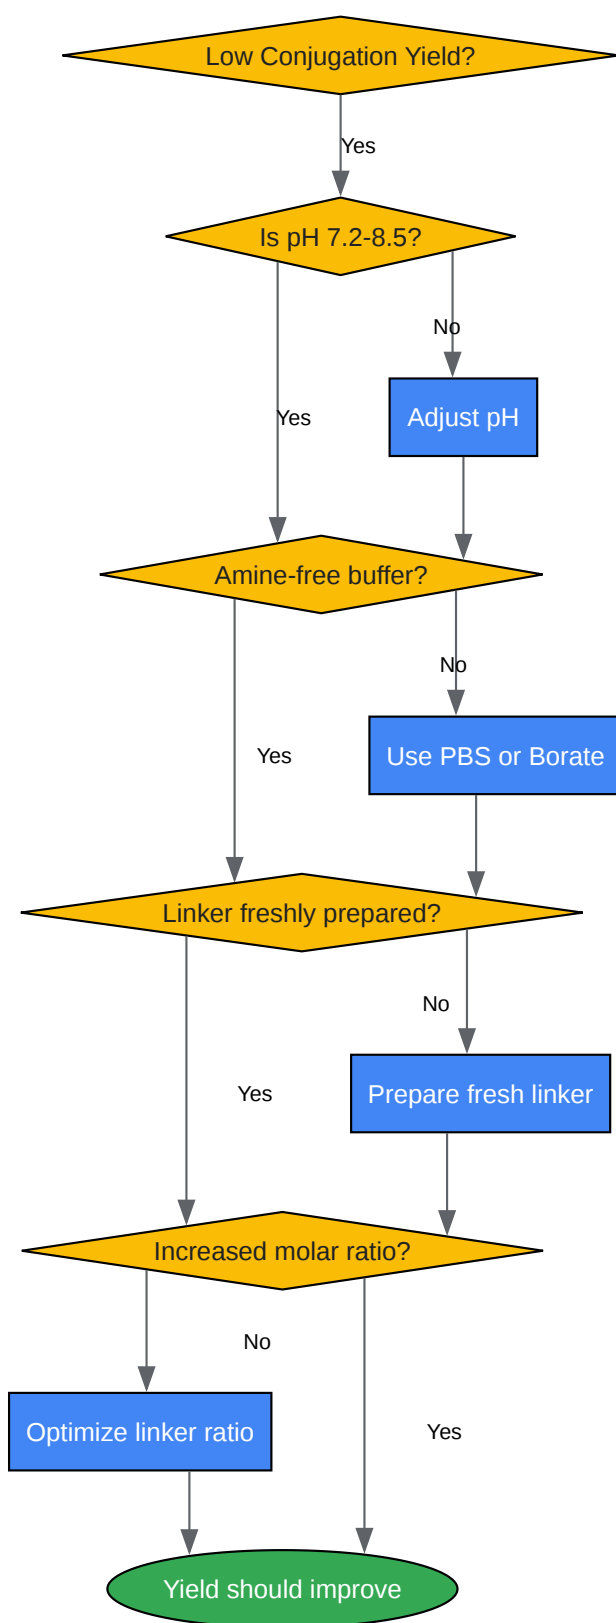 Low Conjugation Yield?
Yes
Is pH 7.2-8.5?
No
Yes
Adjust pH
Amine-free buffer?
No
Yes
Use PBS or Borate
Linker freshly prepared?
No
Yes
Prepare fresh linker
Increased molar ratio?
No
Optimize linker ratio
Yes
Yield should improve